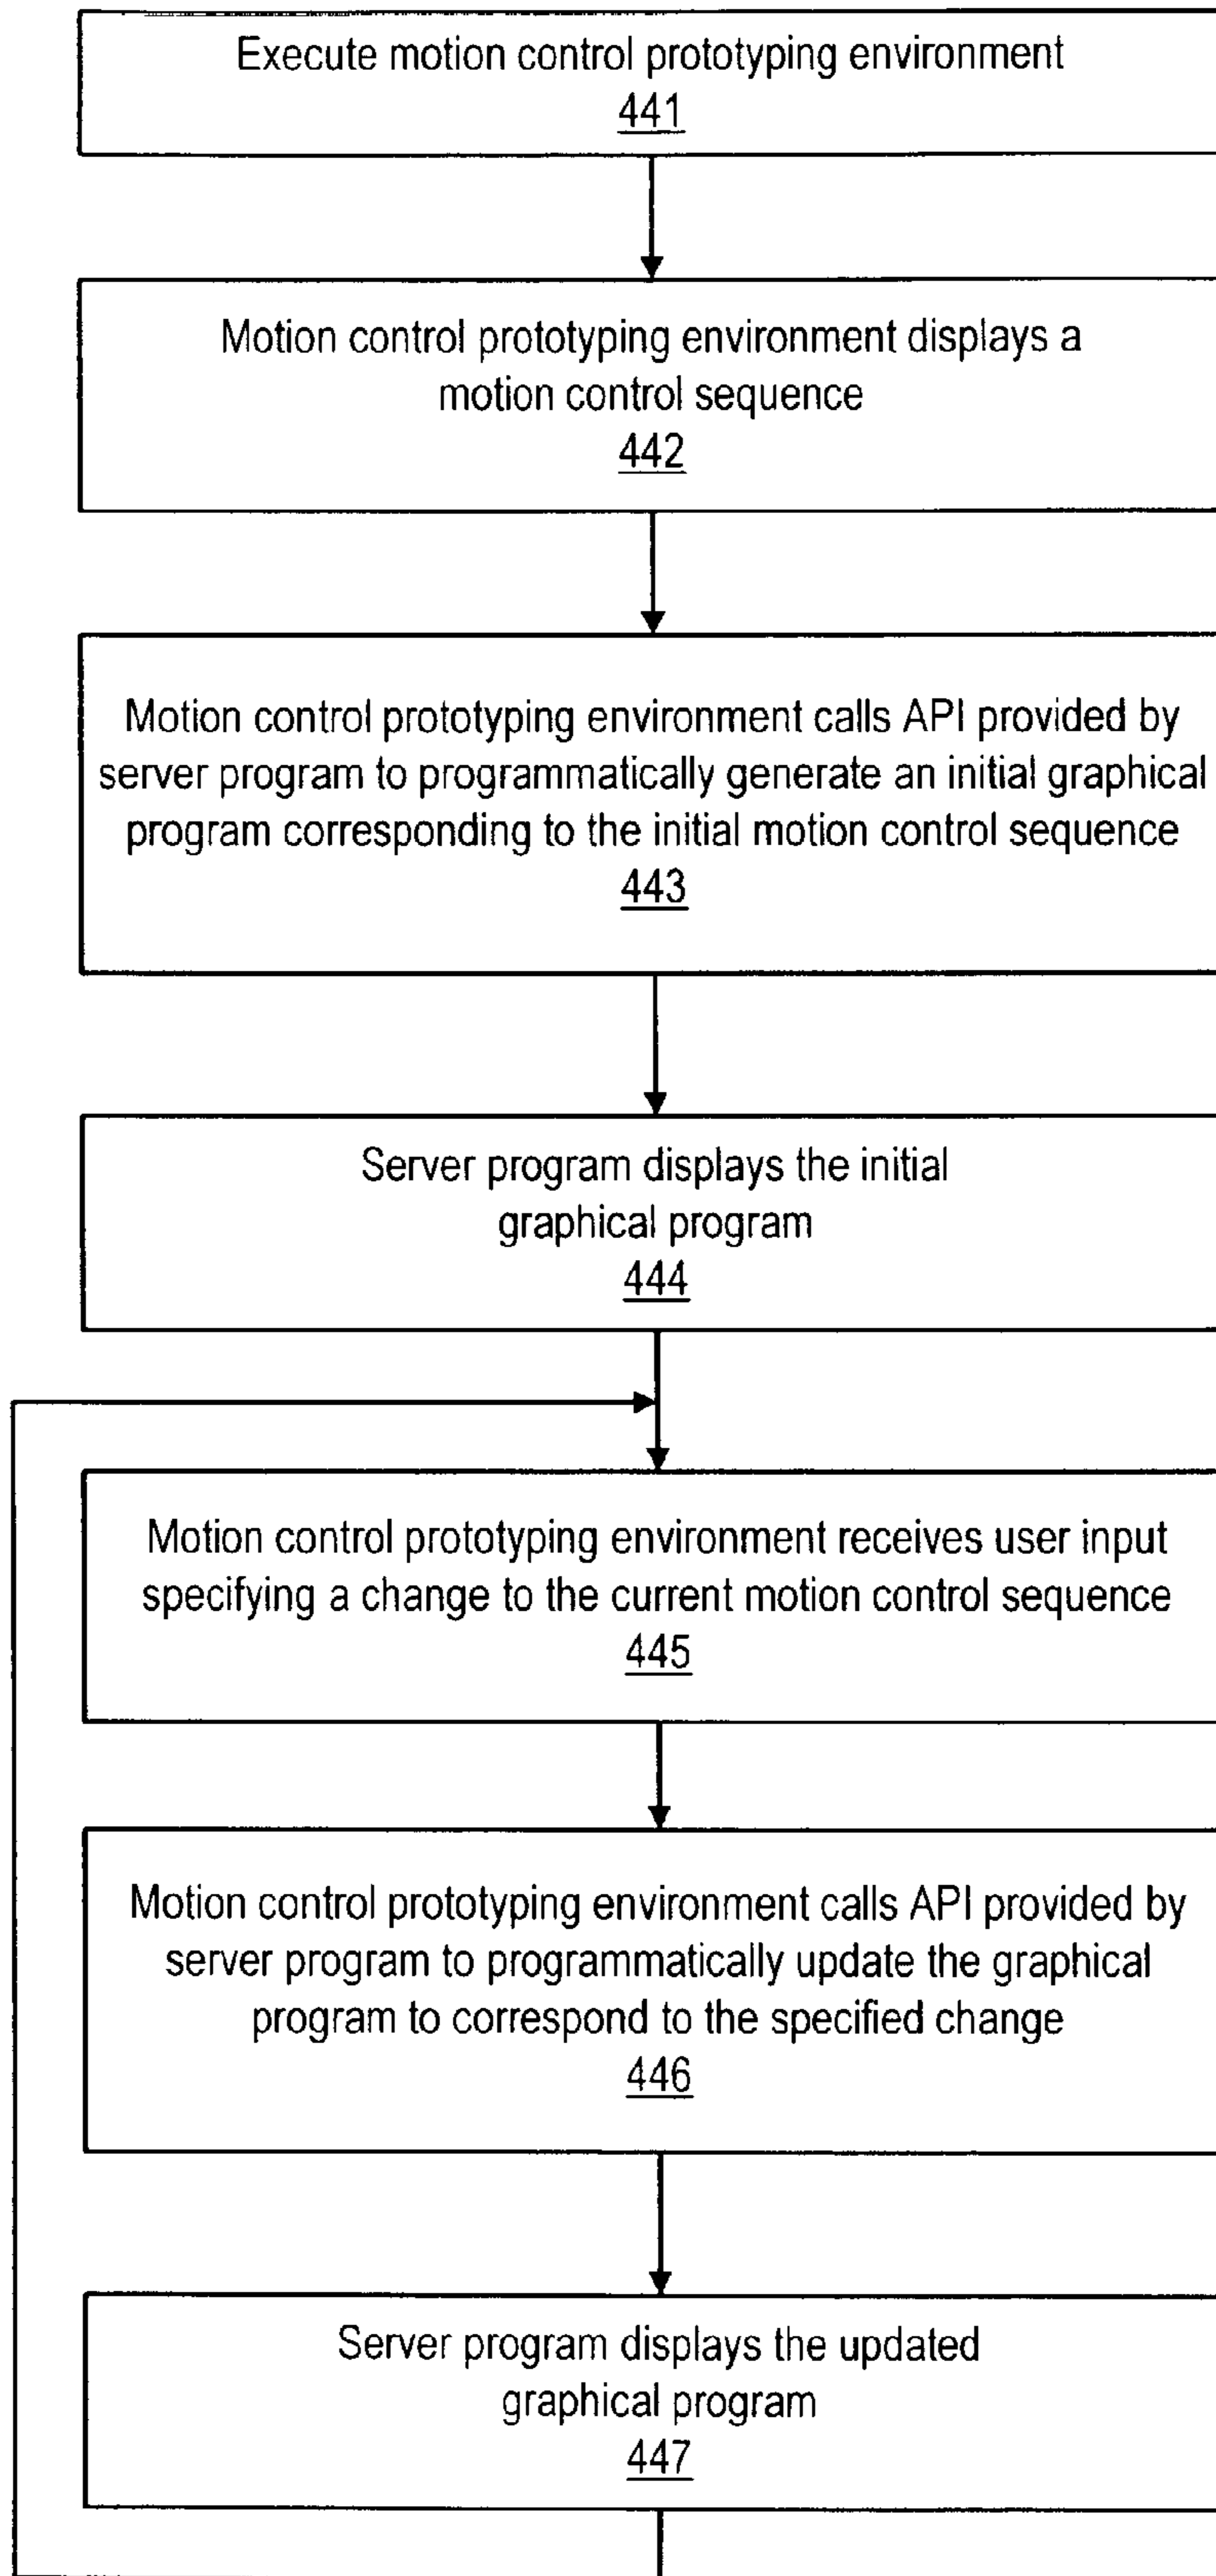 Execute motion control prototyping environment
441
Motion control prototyping environment displays a
motion control sequence
442
Motion control prototyping environment calls API provided by
server program to programmatically generate an initial graphical
program corresponding to the initial motion control sequence
443
Server program displays the initial
graphical program
444
Motion control prototyping environment receives user input
specifying a change to the current motion control sequence
445
Motion control prototyping environment calls API provided by
server program to programmatically update the graphical
program to correspond to the specified change
446
Server program displays the updated
graphical program
447